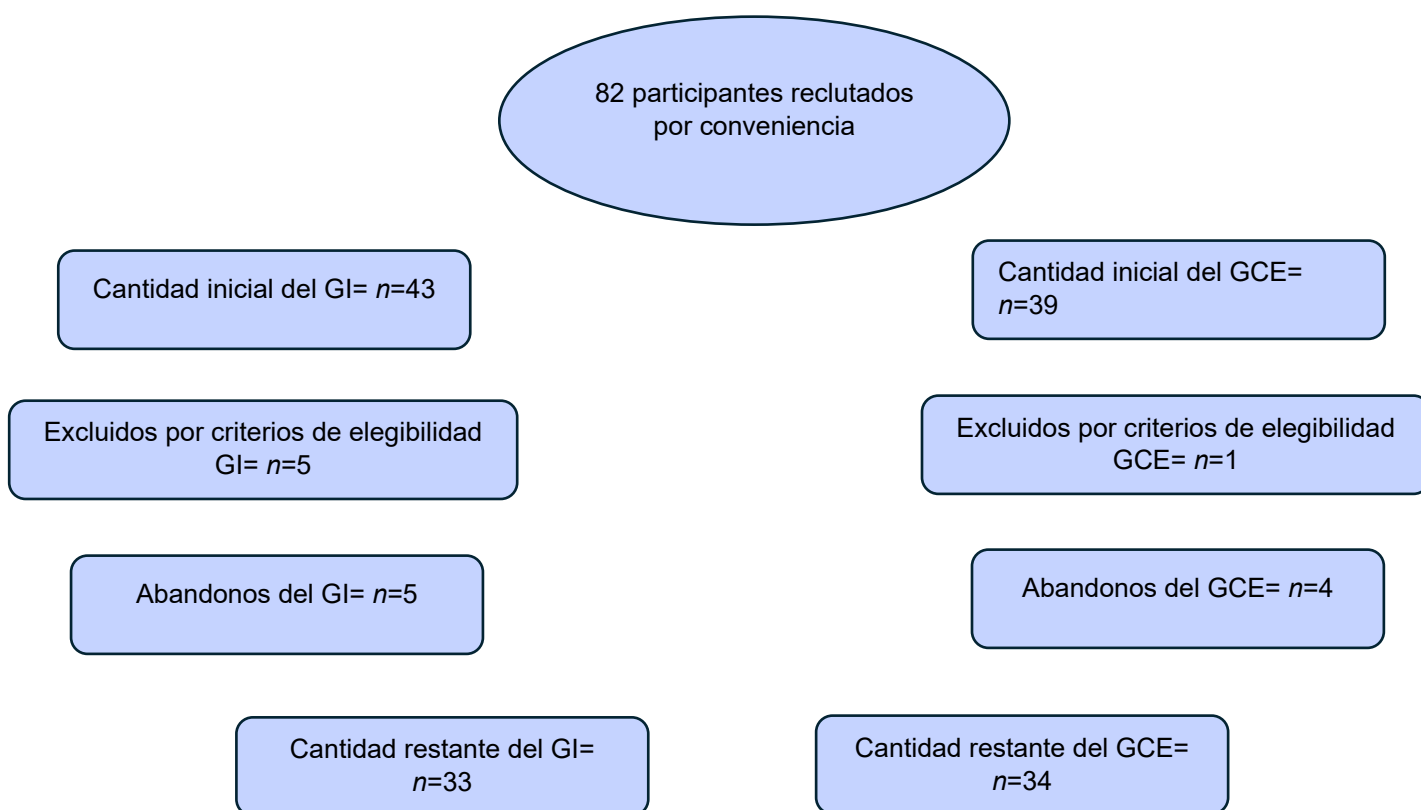 82 participantes reclutados
por conveniencia
Cantidad inicial del GI= n=43
Cantidad inicial del GCE=
n=39
Excluidos por criterios de elegibilidad
GI= n=5
Excluidos por criterios de elegibilidad
GCE= n=1
Abandonos del GI= n=5
Abandonos del GCE= n=4
Cantidad restante del GI=
n=33
Cantidad restante del GCE=
n=34